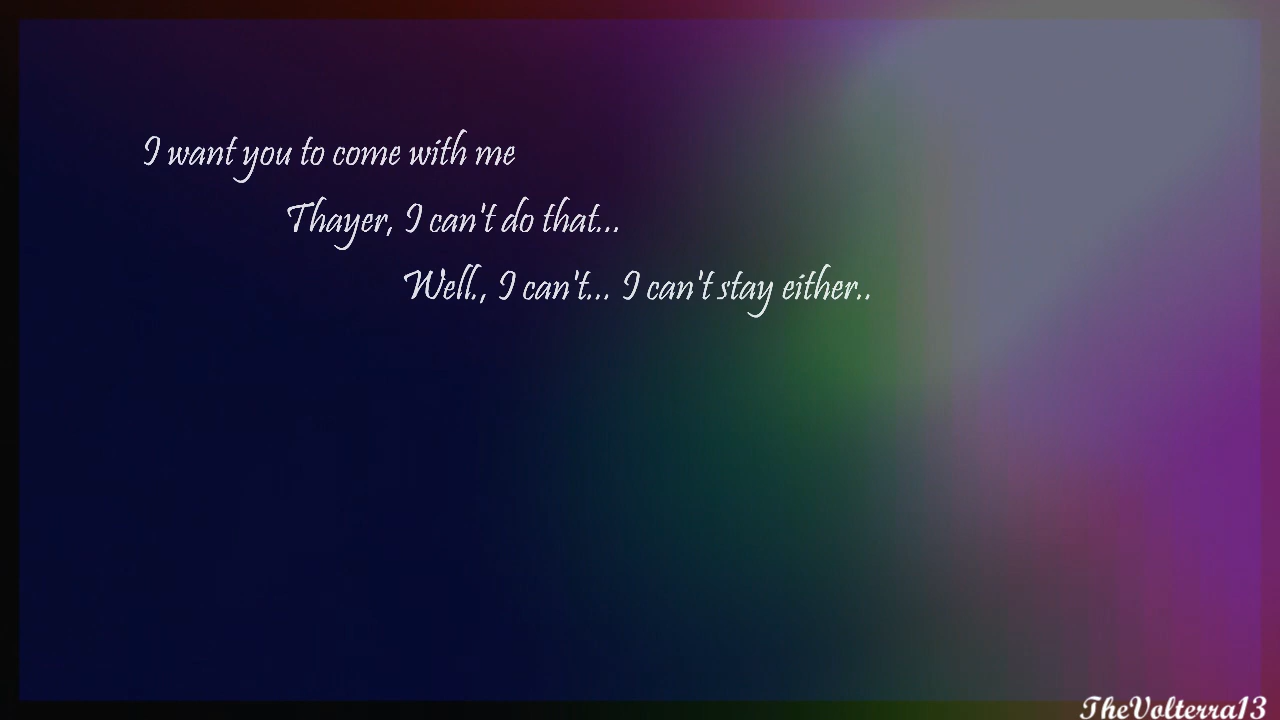 I want you to come with me
Thayer, I can't do that...
Well., I can't... I can't stay either..
TheVolterra13